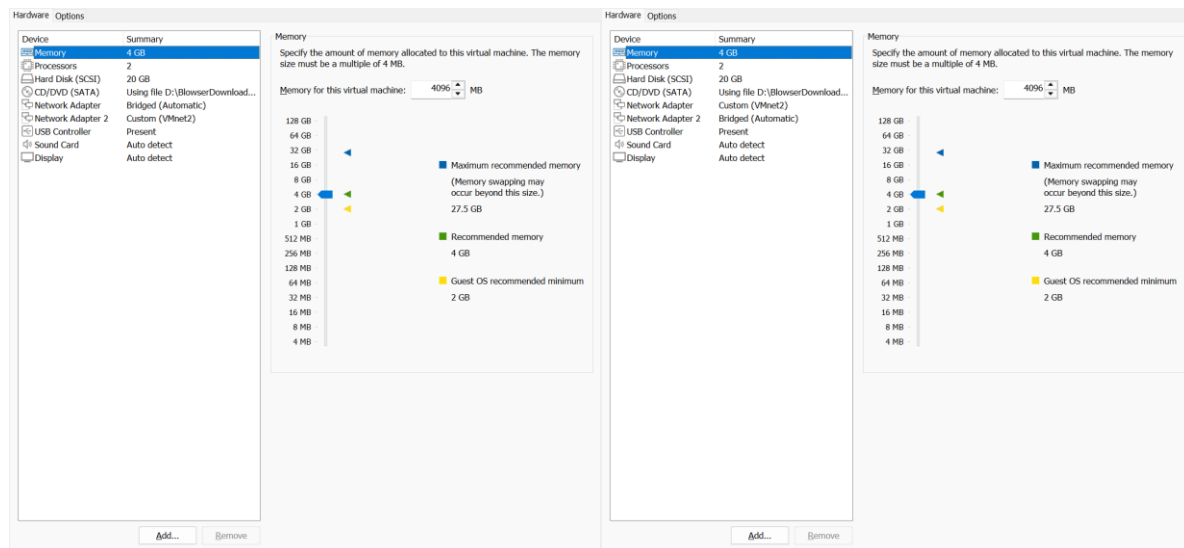 Hardware Options
Device Summary
Memory 4 GB
Processors 2
Hard Disk (SCSI) 20 GB
CD/DVD (SATA) Using file D:\BlowserDownload...
Network Adapter Bridged (Automatic)
Network Adapter 2 Custom (VMnet2)
USB Controller Present
Sound Card Auto detect
Display Auto detect
Add... Remove
Memory
Specify the amount of memory allocated to this virtual machine. The memory
size must be a multiple of 4 MB.
Memory for this virtual machine: 4096 MB
128 GB
64 GB
32 GB
16 GB
8 GB
4 GB
2 GB
1 GB
512 MB
256 MB
128 MB
64 MB
32 MB
16 MB
8 MB
4 MB
Maximum recommended memory
(Memory swapping may
occur beyond this size.)
27.5 GB
Recommended memory
4 GB
Guest OS recommended minimum
2 GB
Hardware Options
Device Summary
Memory 4 GB
Processors 2
Hard Disk (SCSI) 20 GB
CD/DVD (SATA) Using file D:\BlowserDownload...
Network Adapter Custom (VMnet2)
Network Adapter 2 Bridged (Automatic)
USB Controller Present
Sound Card Auto detect
Display Auto detect
Add... Remove
Memory
Specify the amount of memory allocated to this virtual machine. The memory
size must be a multiple of 4 MB.
Memory for this virtual machine: 4096 MB
128 GB
64 GB
32 GB
16 GB
8 GB
4 GB
2 GB
1 GB
512 MB
256 MB
128 MB
64 MB
32 MB
16 MB
8 MB
4 MB
Maximum recommended memory
(Memory swapping may
occur beyond this size.)
27.5 GB
Recommended memory
4 GB
Guest OS recommended minimum
2 GB